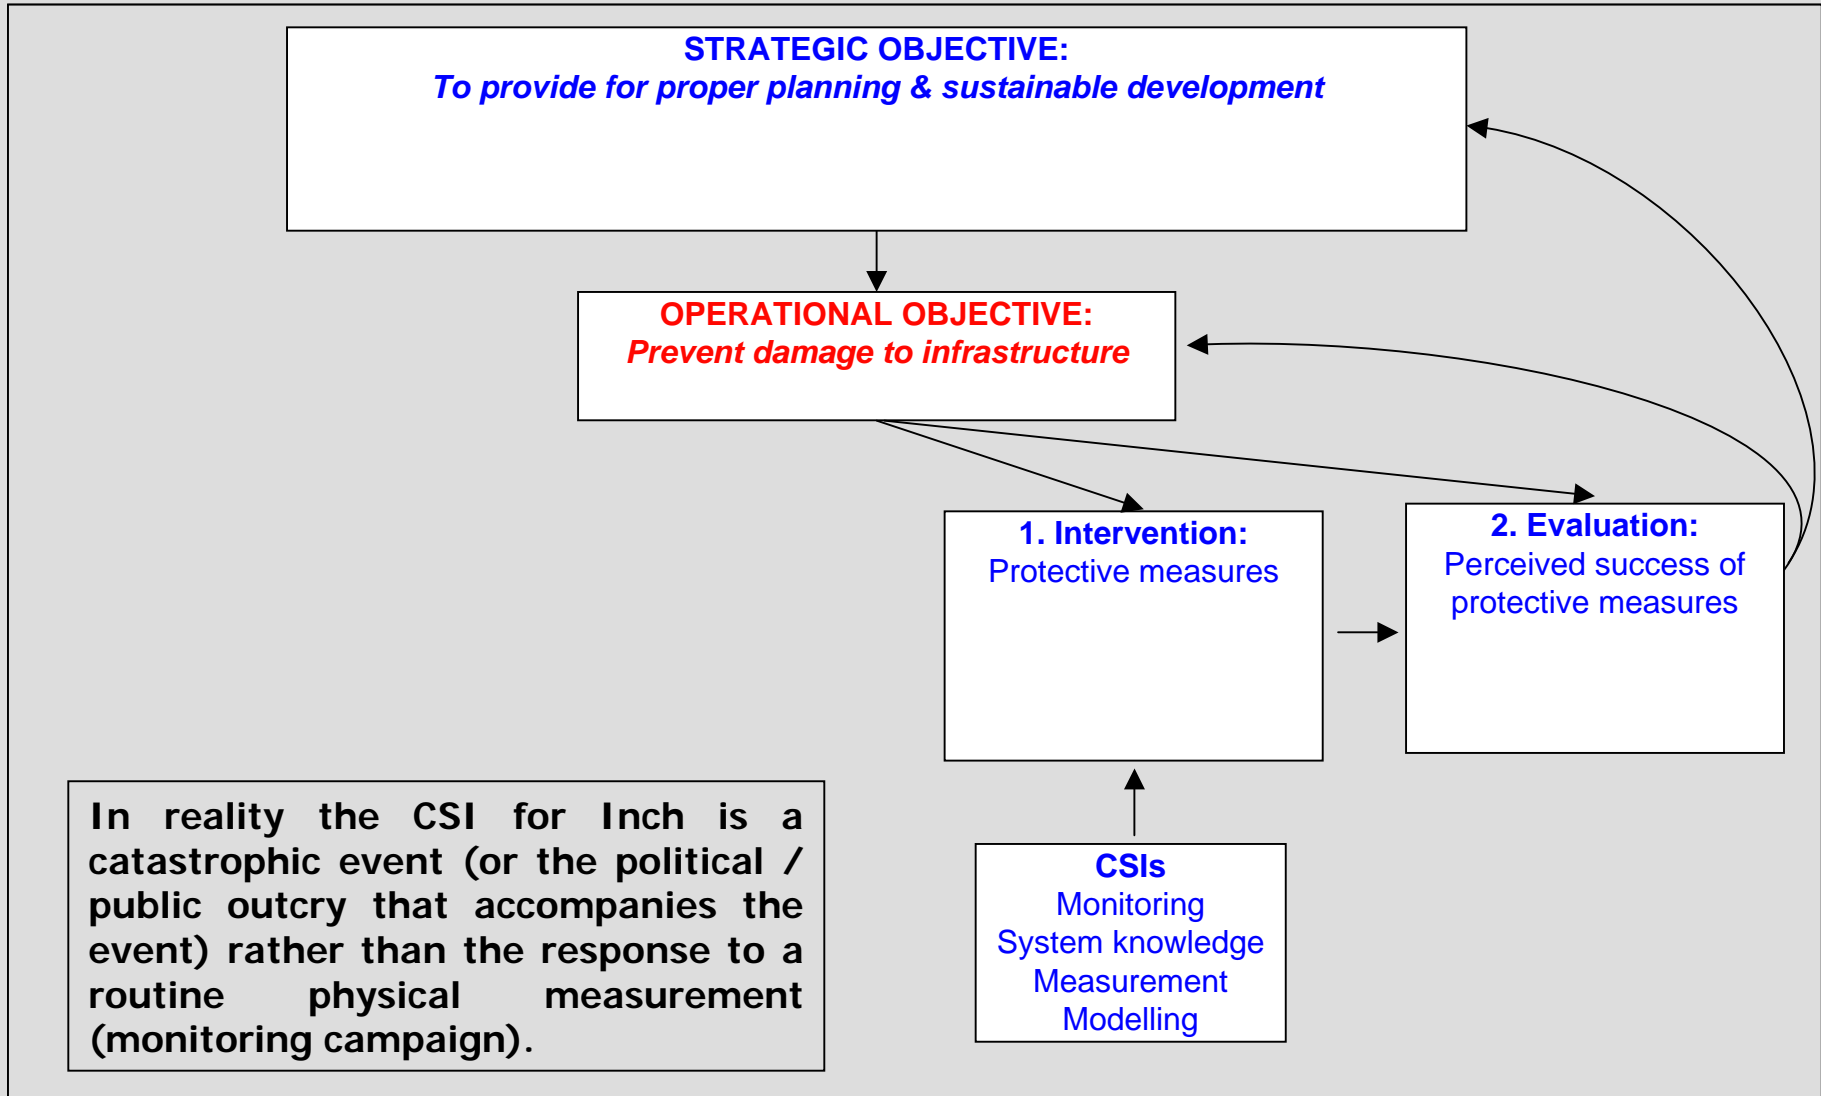 STRATEGIC OBJECTIVE:
To provide for proper planning & sustainable development
OPERATIONAL OBJECTIVE:
Prevent damage to infrastructure
1. Intervention:
Protective measures
2. Evaluation:
Perceived success of
protective measures
In reality the CSI for Inch is a
catastrophic event (or the political /
public outcry that accompanies the
event) rather than the response to a
routine physical measurement
(monitoring campaign).
CSIs
Monitoring
System knowledge
Measurement
Modelling